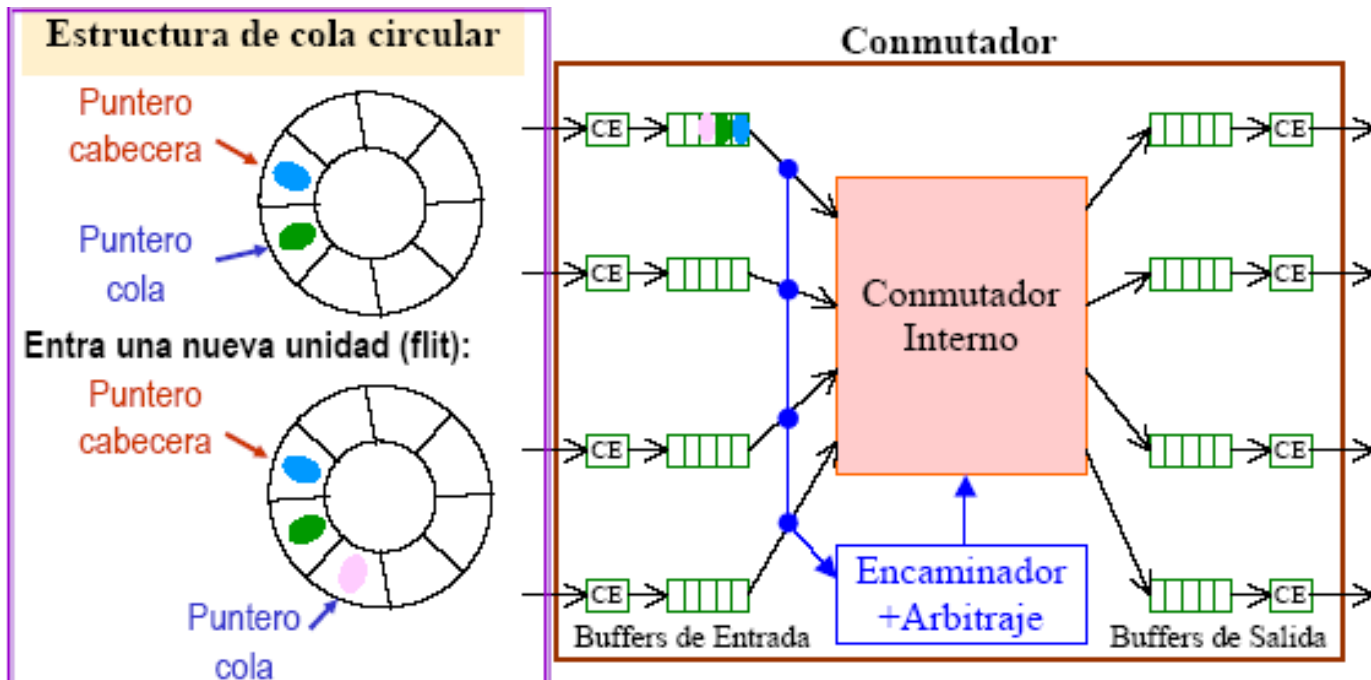 Estructura de cola circular
Puntero
cabecera
Puntero
cola
Entra una nueva unidad (flit):
Puntero
cabecera
Puntero
cola
Conmutador
CE
CE
CE
CE
Buffers de Entrada
Conmutador
Interno
Encaminador
+Arbitraje
CE
CE
CE
CE
Buffers de Salida